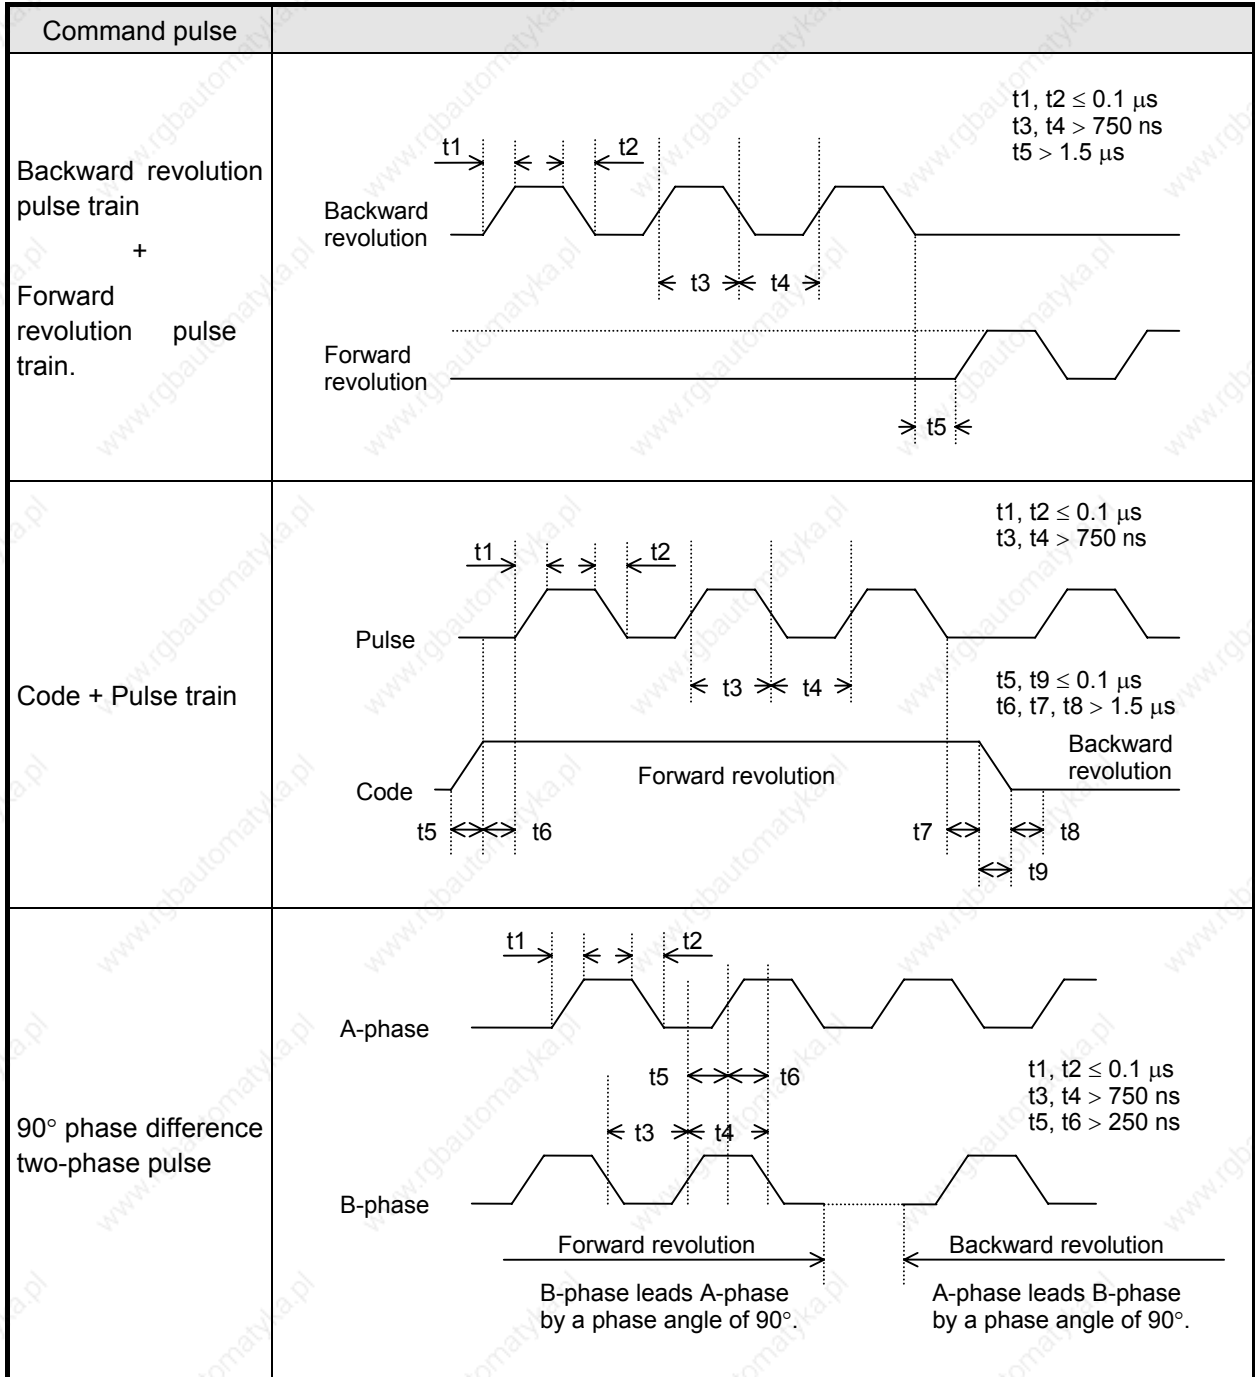 Command pulse
Backward revolution
pulse train
+
Forward
revolution pulse
train.
t1, t2 ≤ 0.1 μs
t3, t4 > 750 ns
t5 > 1.5 μs
t1
t2
Backward
revolution
t3
t4
Forward
revolution
t5
Code + Pulse train
t1, t2 ≤ 0.1 μs
t3, t4 > 750 ns
t1
t2
Pulse
t3
t4
t5, t9 ≤ 0.1 μs
t6, t7, t8 > 1.5 μs
Backward
revolution
Forward revolution
Code
t5
t6
t7
t8
t9
90° phase difference
two-phase pulse
t1
t2
A-phase
t5
t6
t1, t2 ≤ 0.1 μs
t3, t4 > 750 ns
t5, t6 > 250 ns
t3
t4
B-phase
Forward revolution
Backward revolution
B-phase leads A-phase
by a phase angle of 90°.
A-phase leads B-phase
by a phase angle of 90°.
www.rgbautomatyka.pl